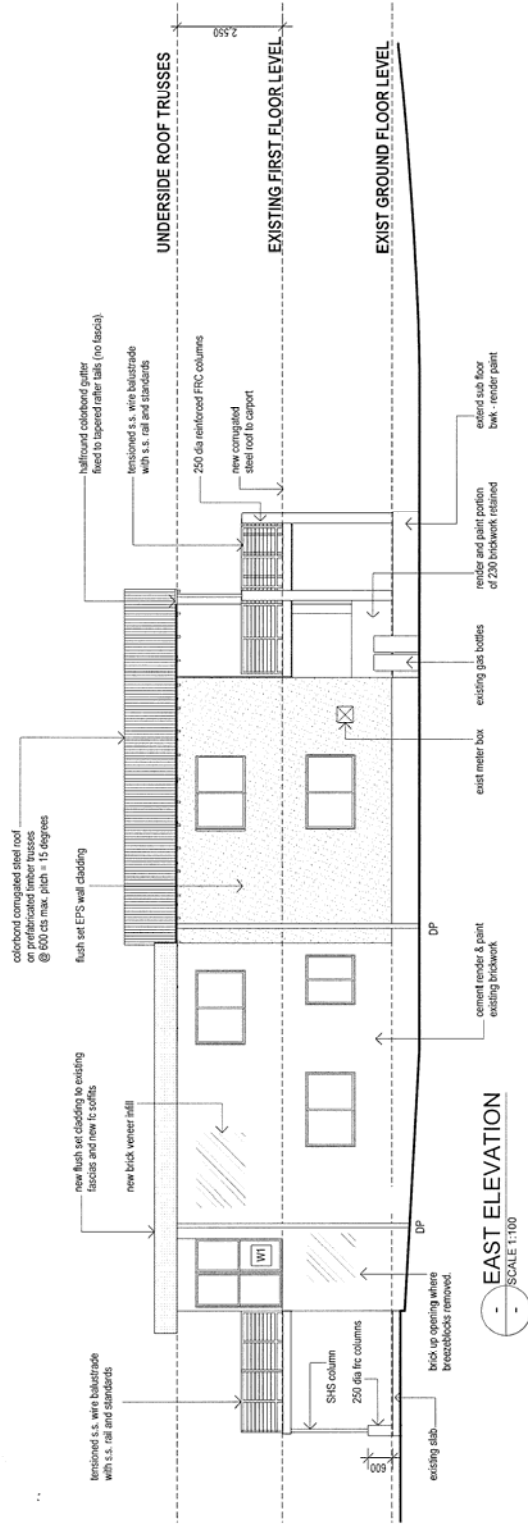 colorbond corrugated steel roof
on prefabricated timber trusses
@ 600 cts max. pitch = 15 degrees
flush set EPS wall cladding
new flush set cladding to existing
fascias and new fc soffits
new brick veneer infill
tensioned s.s. wire balustrade
with s.s. rail and standards
halfround colorbond gutter
fixed to tapered rafter tails (no fascia).
tensioned s.s. wire balustrade
with s.s. rail and standards
250 dia reinforced FRC columns
new corrugated
steel roof to carport
UNDERSIDE ROOF TRUSSES
2,550
EXISTING FIRST FLOOR LEVEL
EXIST GROUND FLOOR LEVEL
W1
SHS column
250 dia frc columns
600
existing slab
brick up opening where
breezeblocks removed.
DP
cement render & paint
existing brickwork
DP
exist meter box
existing gas bottles
render and paint portion
of 230 brickwork retained
extend sub floor
bwk - render paint
- -
EAST ELEVATION
SCALE 1:100